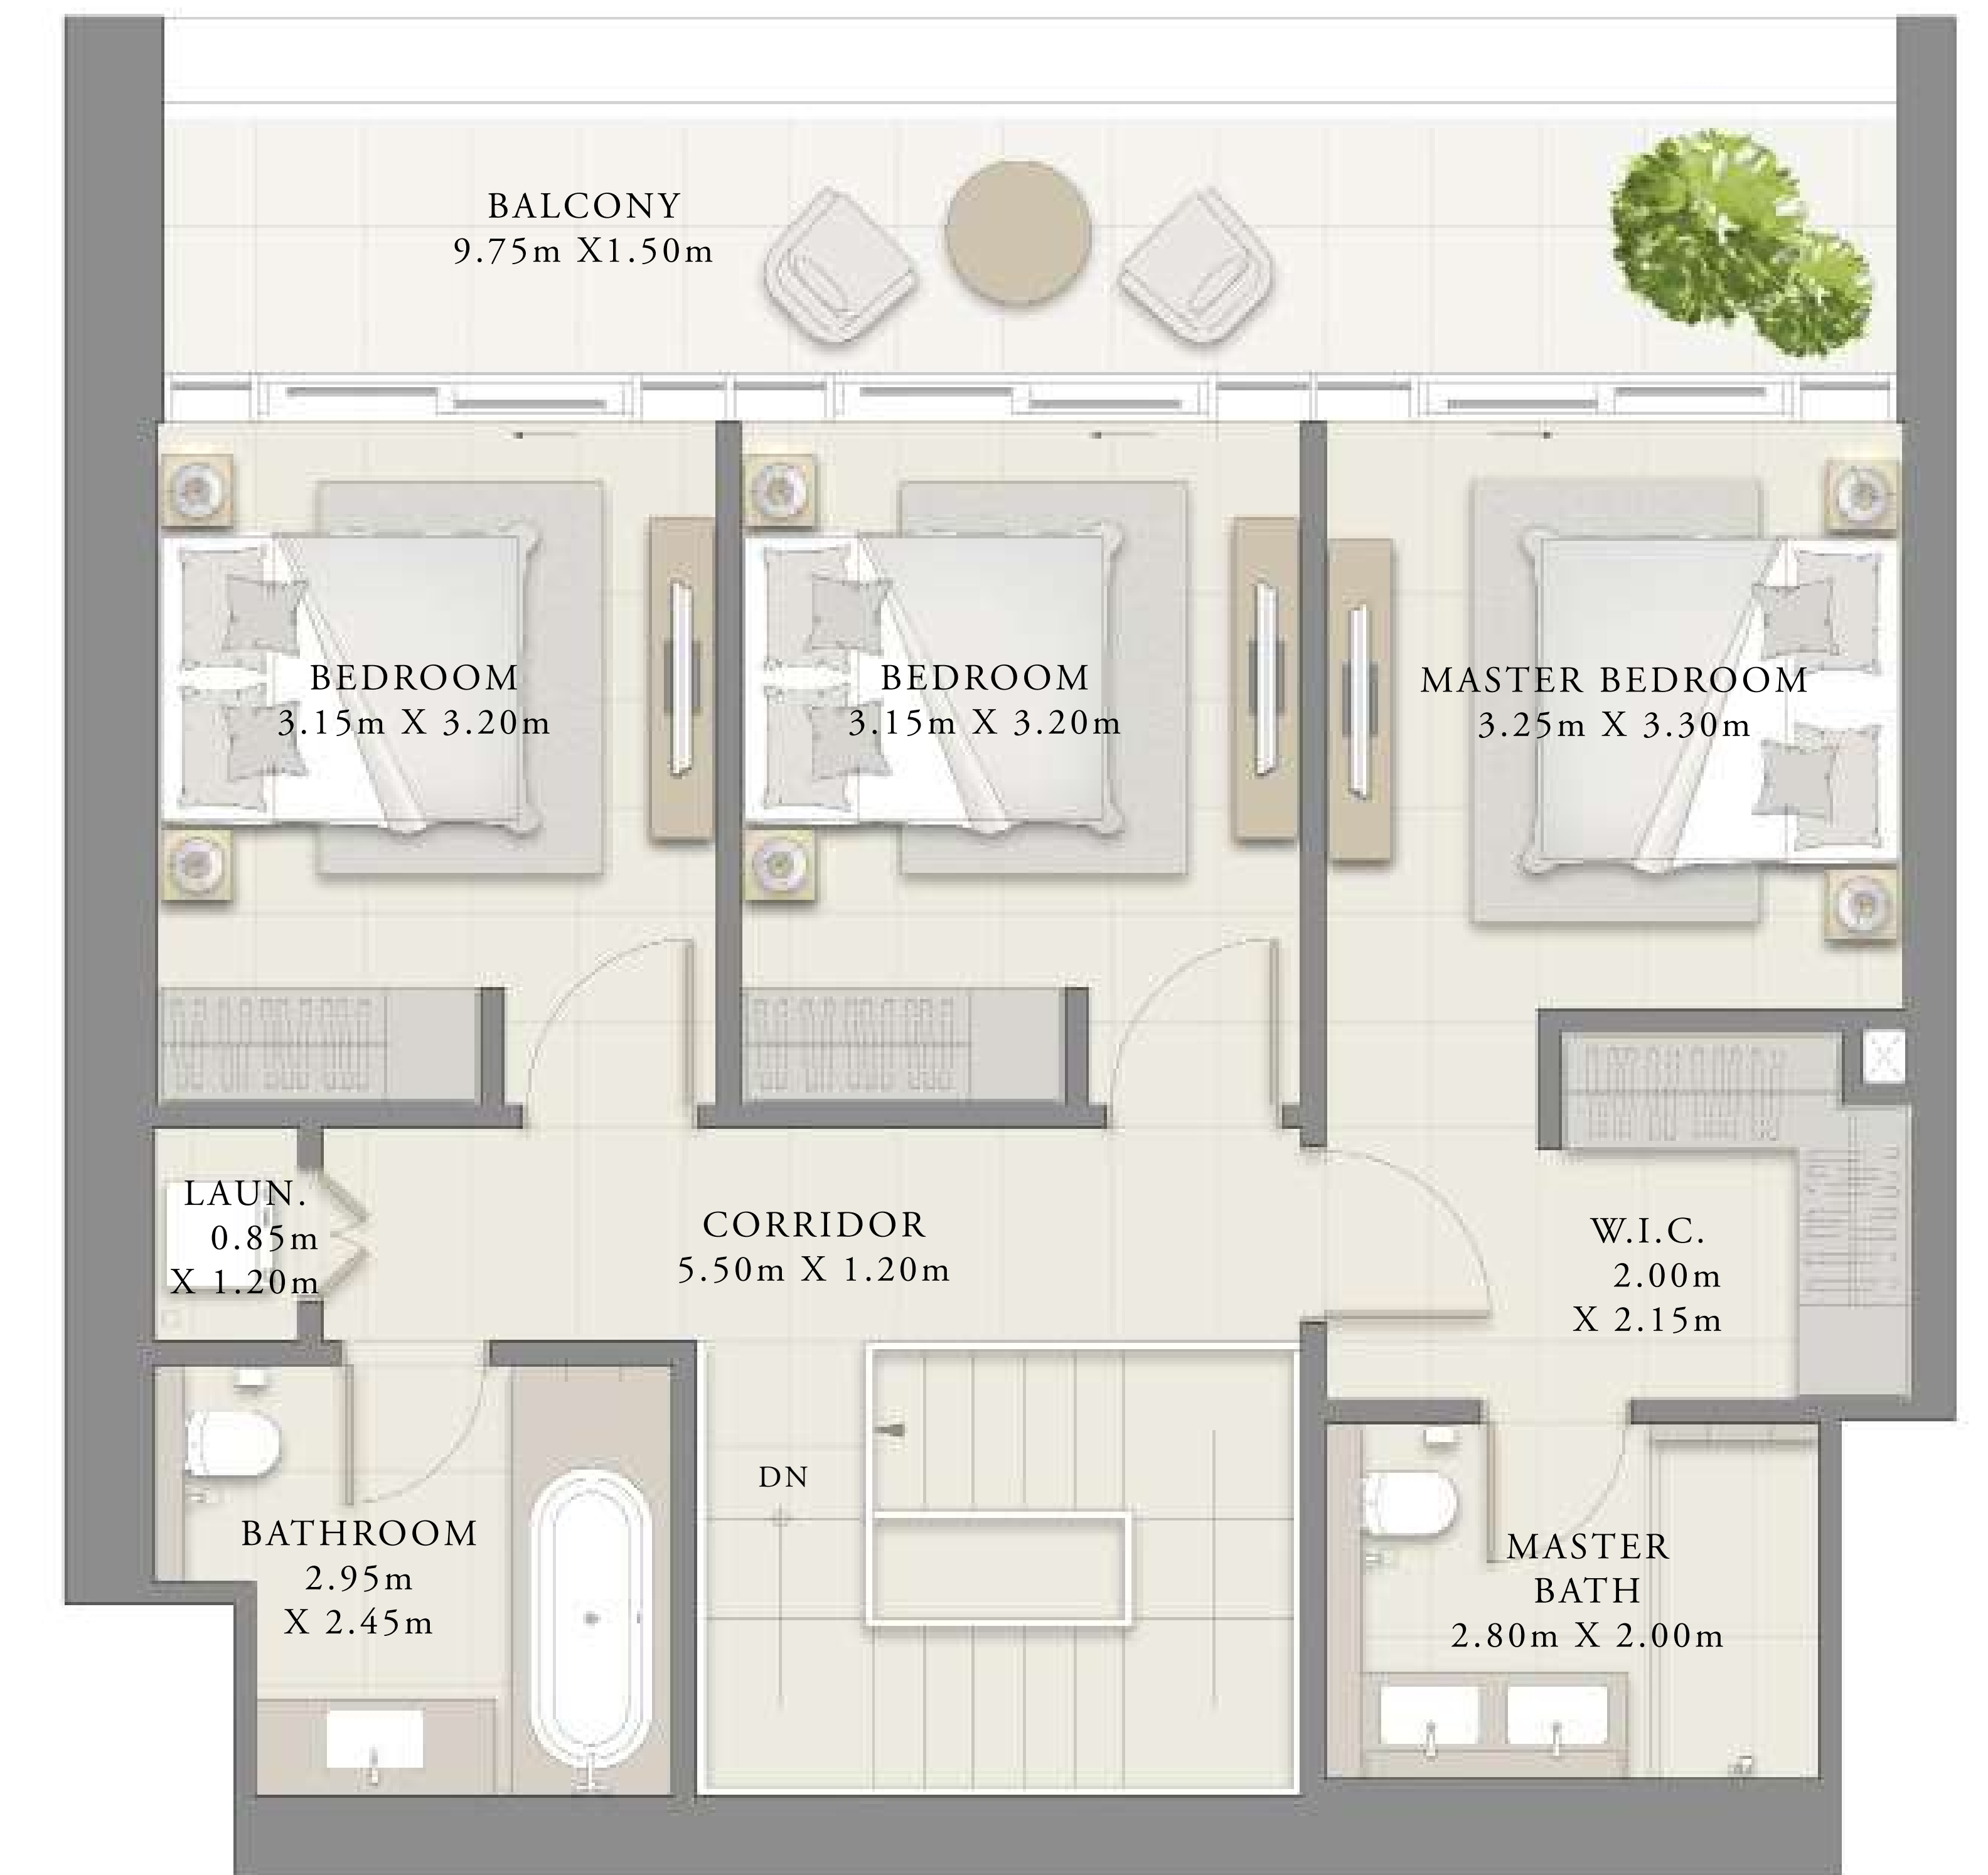 BALCONY
9.75m X1.50m
BEDROOM
3.15m X 3.20m
BEDROOM
3.15m X 3.20m
MASTER BEDROOM
3.25m X 3.30m
LAUN.
0.85m
X 1.20m
CORRIDOR
5.50m X 1.20m
W.I.C.
2.00m
X 2.15m
DN
BATHROOM
2.95m
X 2.45m
MASTER
BATH
2.80m X 2.00m